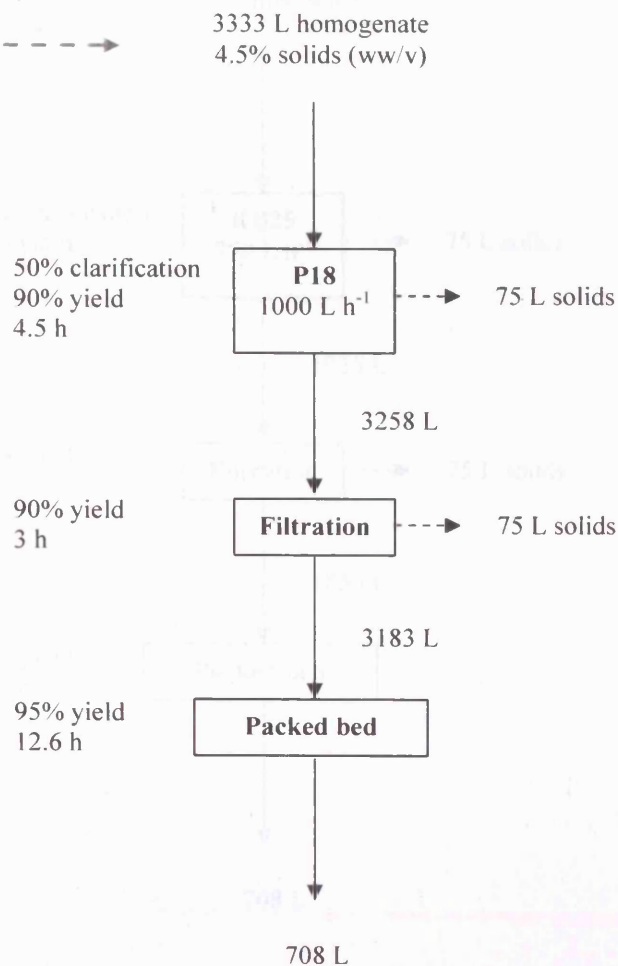 3333 L homogenate
4.5% solids (ww/v)
50% clarification
90% yield
4.5 h
P18
1000 L h⁻¹
75 L solids
3258 L
90% yield
3 h
Filtration
75 L solids
3183 L
95% yield
12.6 h
Packed bed
708 L